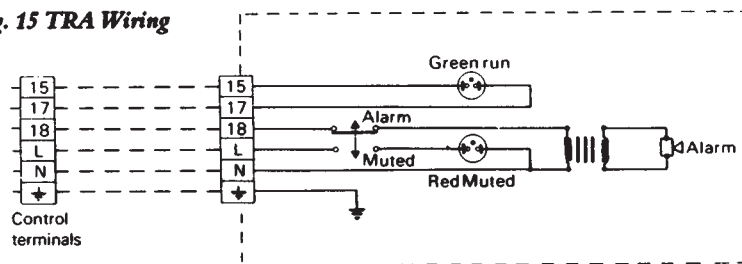 g. 15 TRA Wiring
Green run
15 15
17 17
18 18 Alarm
L L Muted
N N
Red Muted
Alarm
Control
terminals